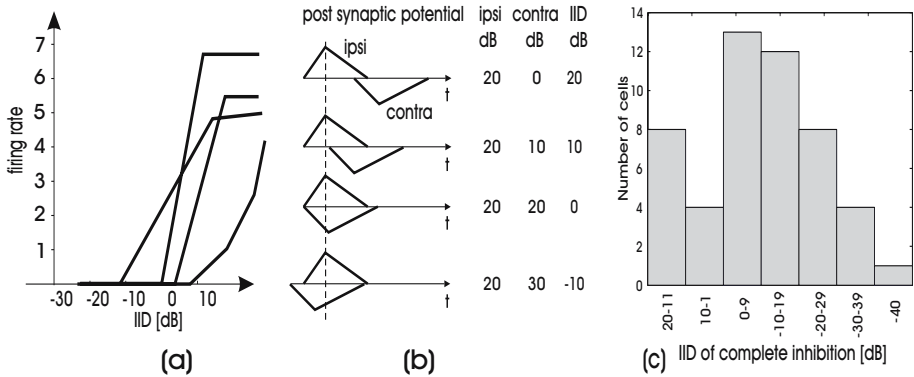 7
6
5
4
3
2
1
firing rate
-30 -20 -10 0 10
IID [dB]
(a)
post synaptic potential ipsi contra IID
dB dB dB
ipsi
20 0 20
t
contra
20 10 10
t
20 20 0
t
20 30 -10
t
(b)
14
12
10
8
6
4
2
0
Number of cells
20-11
10-1
0-9
-10-19
-20-29
-30-39
-40
(c) IID of complete inhibition [dB]